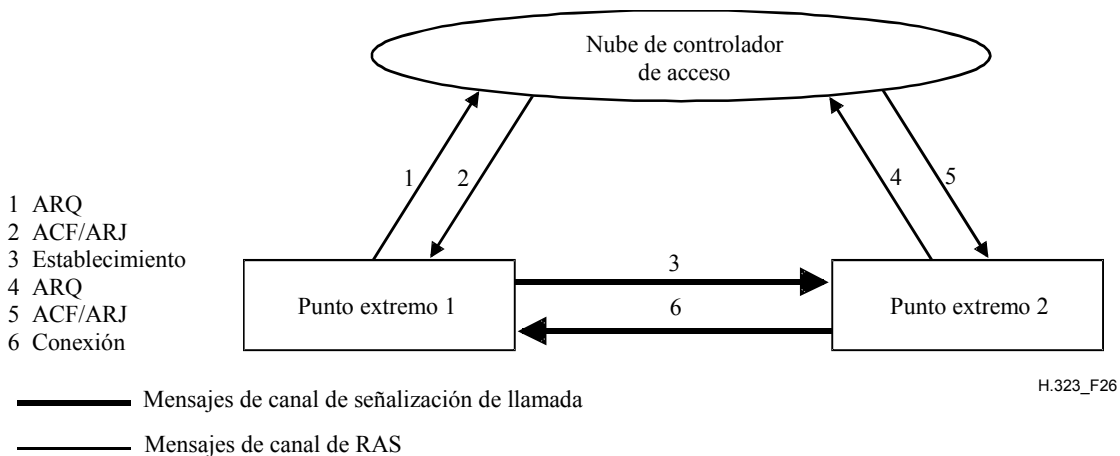 Nube de controlador
de acceso
1
2
4
5
1 ARQ
2 ACF/ARJ
3 Establecimiento
4 ARQ
5 ACF/ARJ
6 Conexión
3
Punto extremo 1
6
Punto extremo 2
H.323_F26
Mensajes de canal de señalización de llamada
Mensajes de canal de RAS